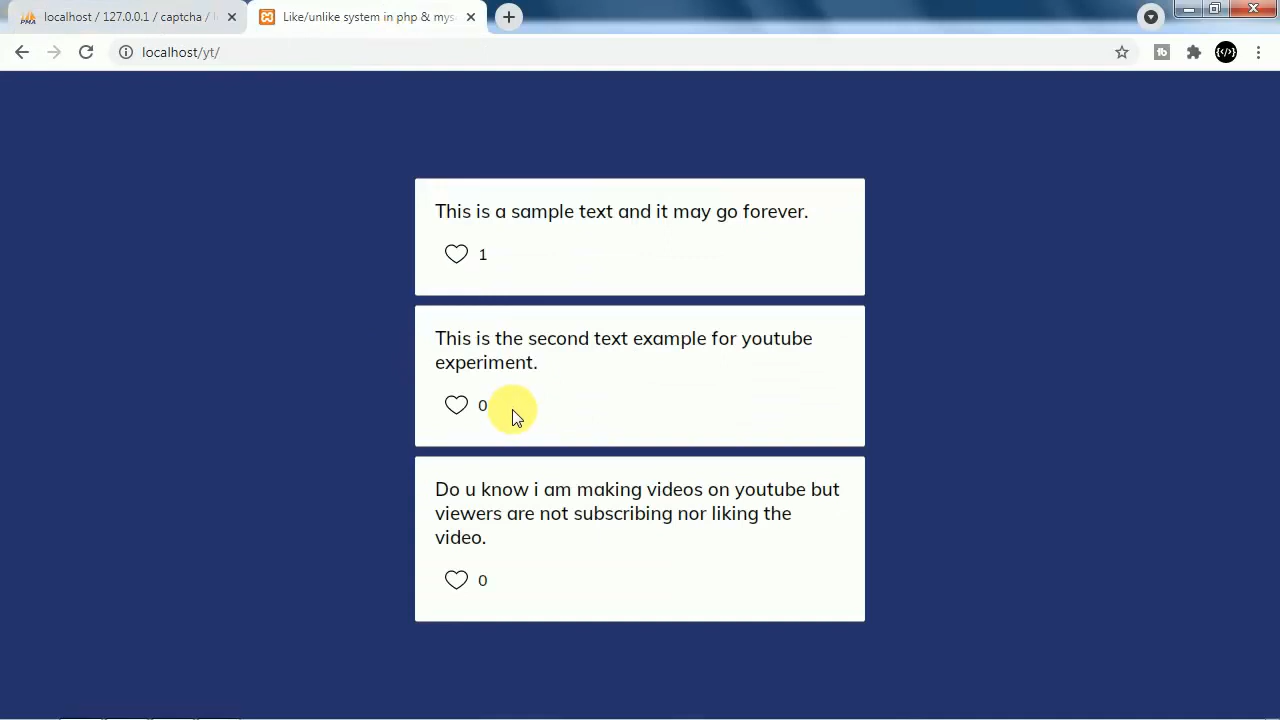 localhost / 127.0.0.1 / captcha /
Like/unlike system in php & mys
localhost/yt/
This is a sample text and it may go forever.
1
This is the second text example for youtube
experiment.
0
Do u know i am making videos on youtube but
viewers are not subscribing nor liking the
video.
0